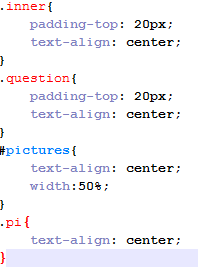 .inner{
padding-top: 20px;
text-align: center;
}
.question{
padding-top: 20px;
text-align: center;
}
#pictures{
text-align: center;
width:50%;
}
.pi{
text-align: center;
}